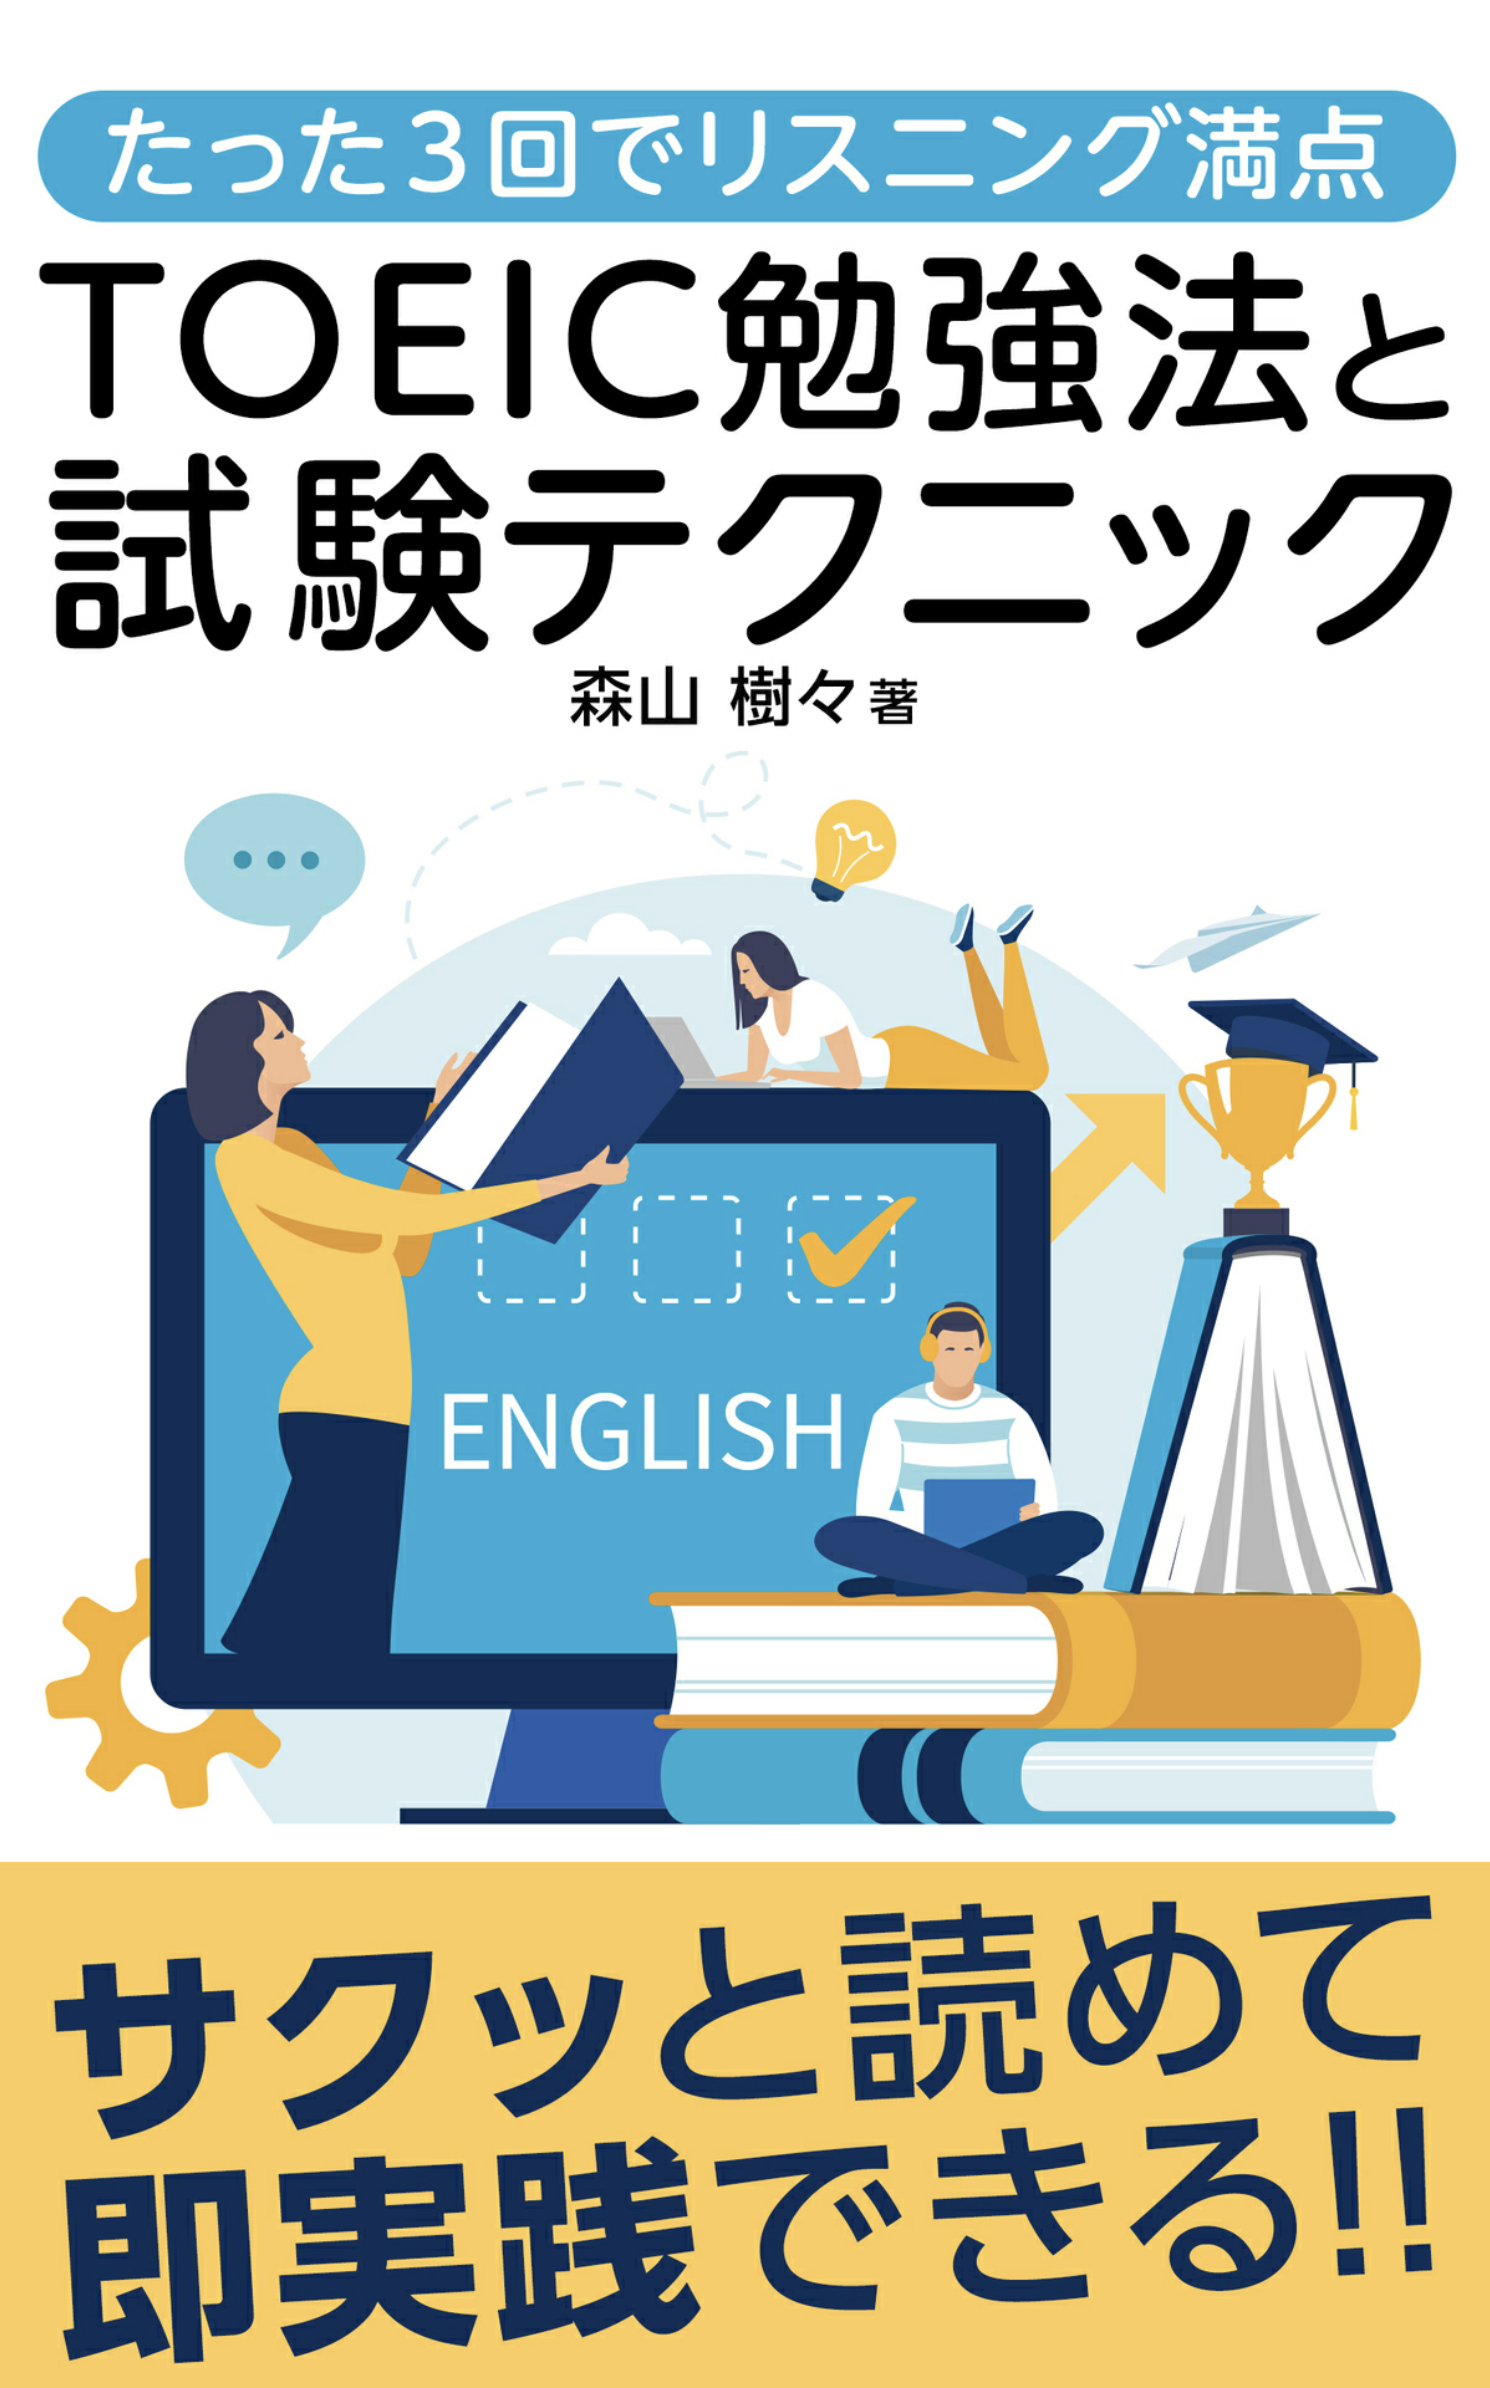 たった3回でリスニング満点
TOEIC勉強法と
試験テクニック
森山 樹々 著
ENGLISH
サクッと読めて
即実践できる!!